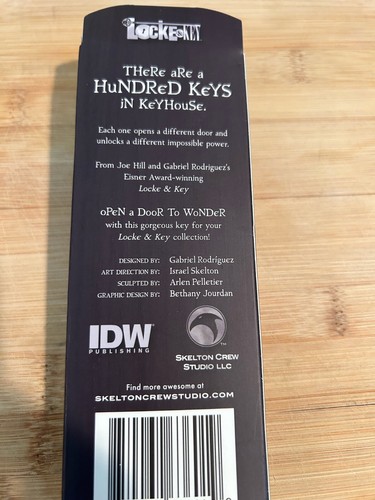 LOCKE & KEY
THeRe aRe a
HuNDReD KeYS
iN KeYHouSe.
Each one opens a different door and
unlocks a different impossible power.
From Joe Hill and Gabriel Rodriguez's
Eisner Award-winning
Locke & Key
oPeN a DooR To WoNDeR
with this gorgeous key for your
Locke & Key collection!
DESIGNED BY: Gabriel Rodriguez
ART DIRECTION BY: Israel Skelton
SCULPTED BY: Arlen Pelletier
GRAPHIC DESIGN BY: Bethany Jourdan
IDW
PUBLISHING
SKELTON CREW
STUDIO LLC
Find more awesome at
SKELTONCREWSTUDIO.COM